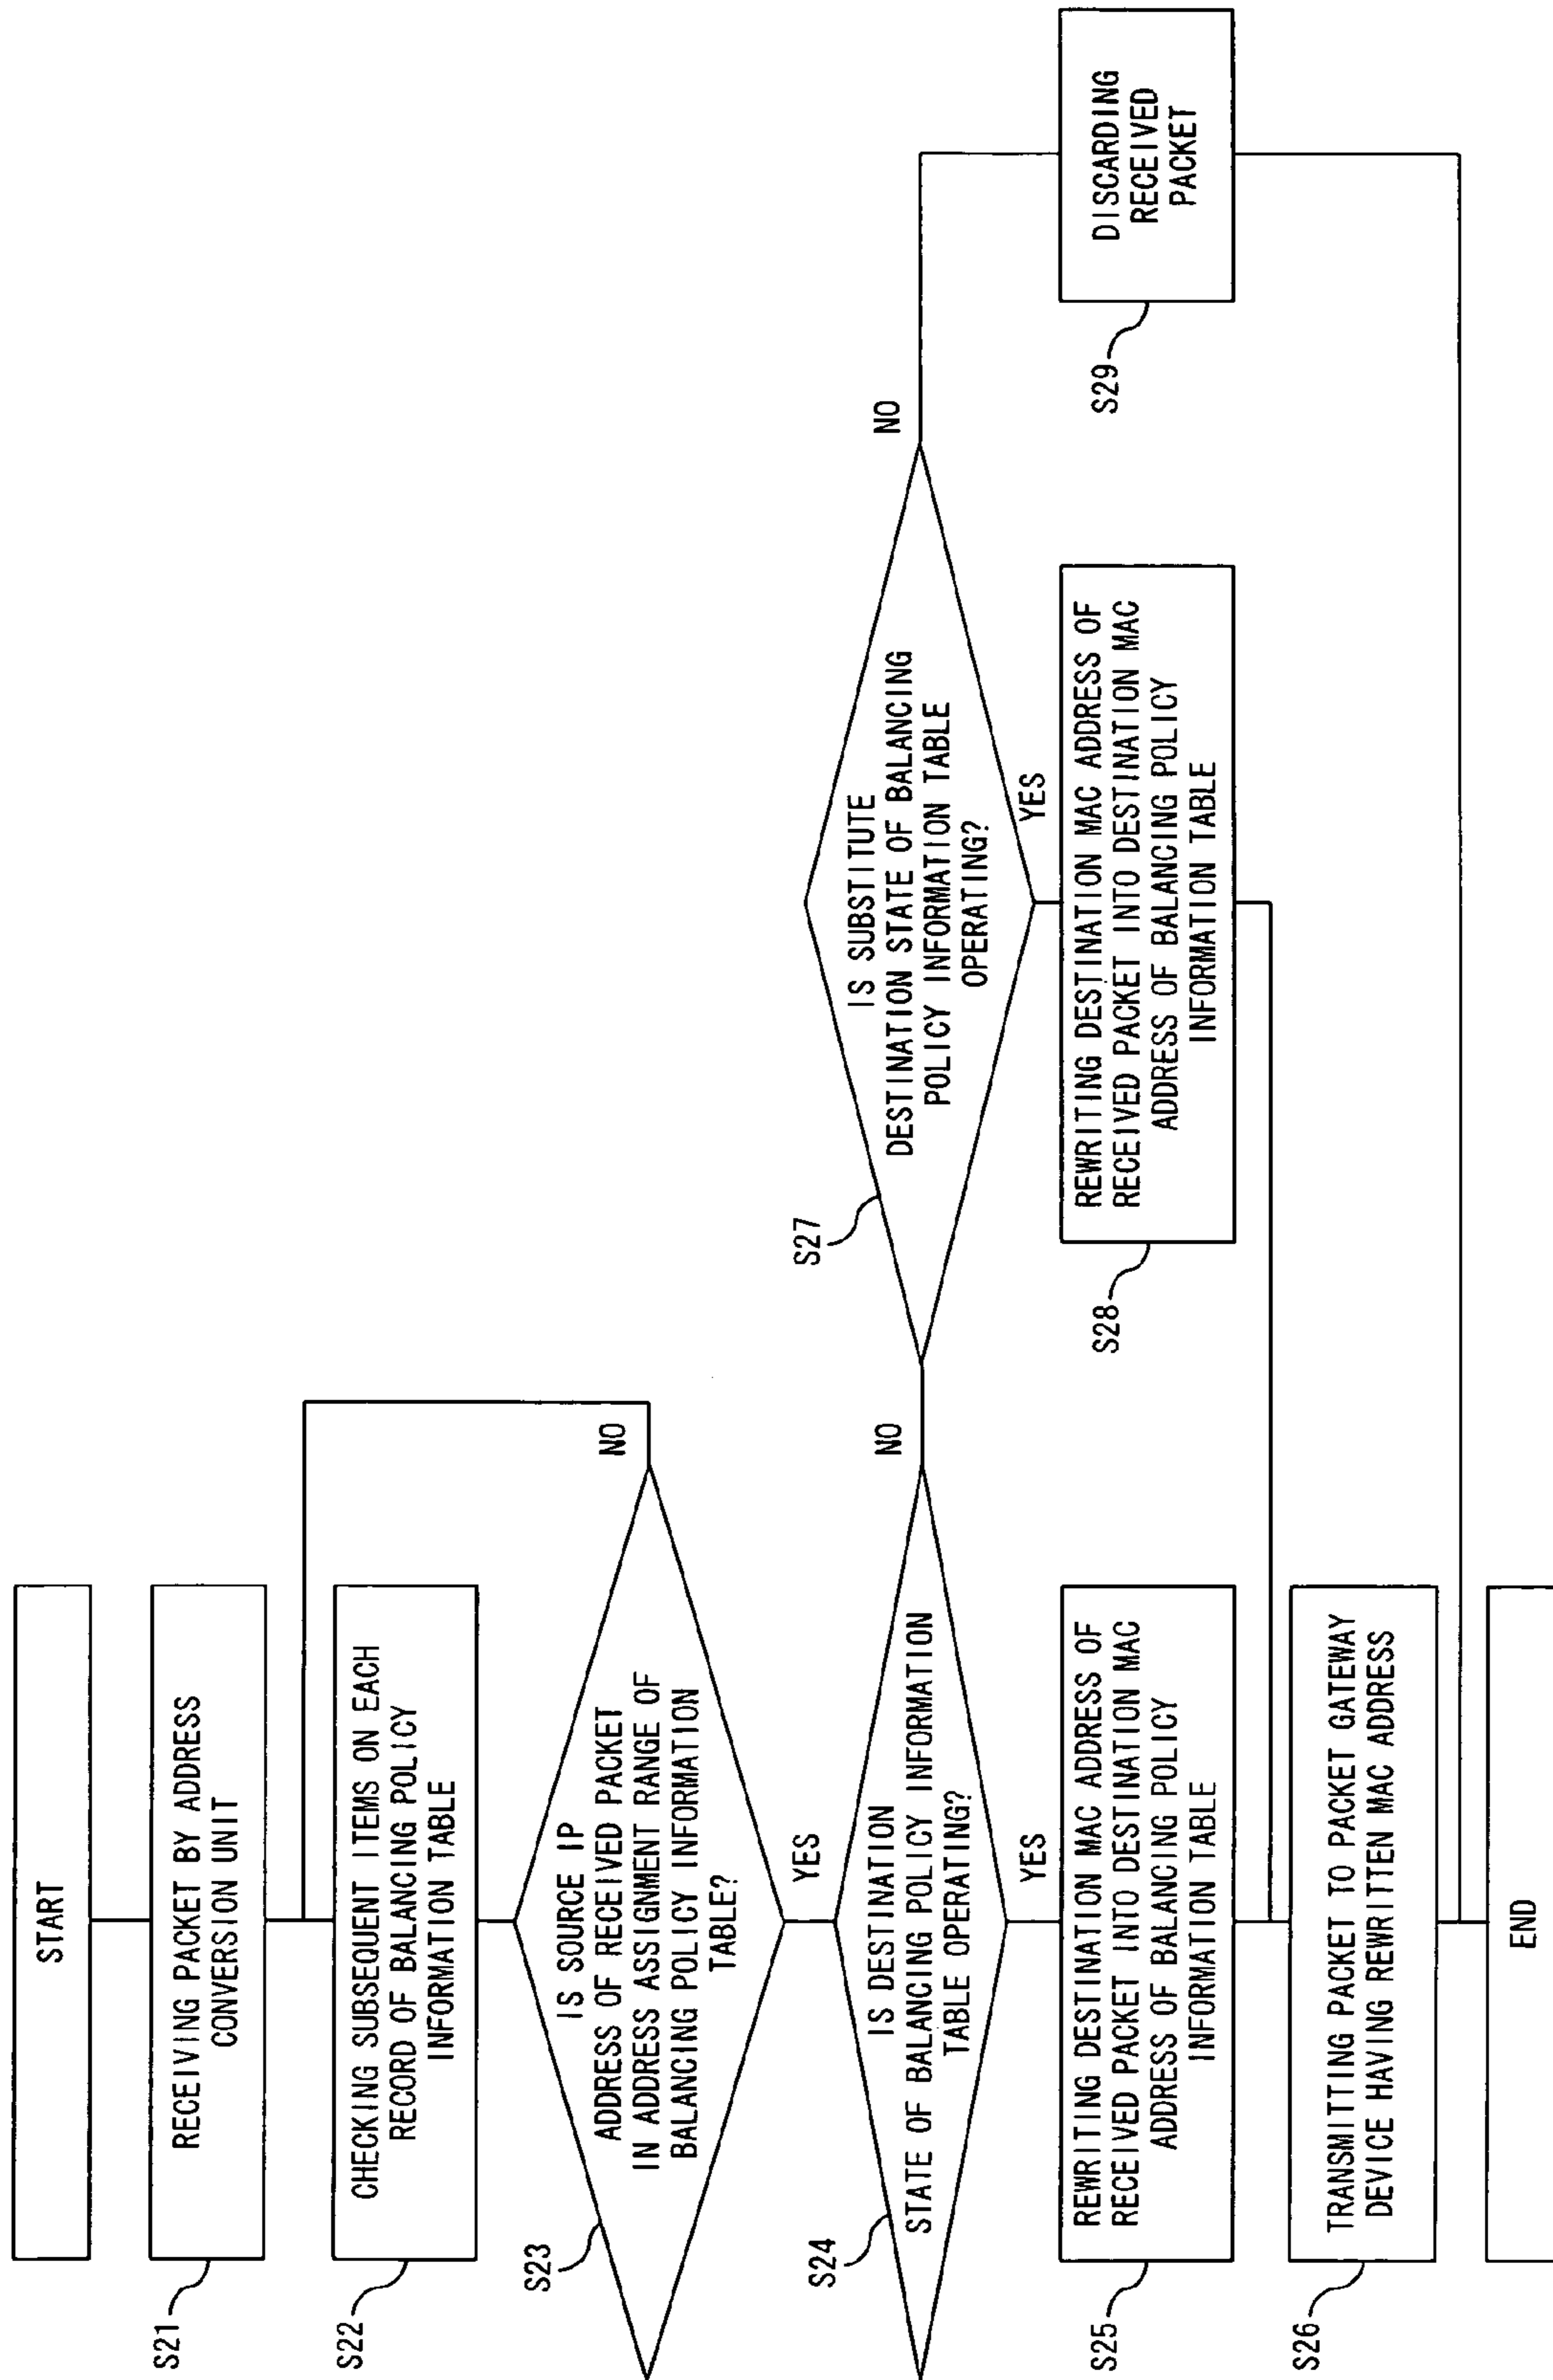 START
S21
RECEIVING PACKET BY ADDRESS
CONVERSION UNIT
S22
CHECKING SUBSEQUENT ITEMS ON EACH
RECORD OF BALANCING POLICY
INFORMATION TABLE
S23
IS SOURCE IP
ADDRESS OF RECEIVED PACKET
IN ADDRESS ASSIGNMENT RANGE OF
BALANCING POLICY INFORMATION
TABLE?
NO
YES
S24
IS DESTINATION
STATE OF BALANCING POLICY INFORMATION
TABLE OPERATING?
NO
YES
S27
IS SUBSTITUTE
DESTINATION STATE OF BALANCING
POLICY INFORMATION TABLE
OPERATING?
NO
YES
S25
REWRITING DESTINATION MAC ADDRESS OF
RECEIVED PACKET INTO DESTINATION MAC
ADDRESS OF BALANCING POLICY
INFORMATION TABLE
S28
REWRITING DESTINATION MAC ADDRESS OF
RECEIVED PACKET INTO DESTINATION MAC
ADDRESS OF BALANCING POLICY
INFORMATION TABLE
S29
DISCARDING
RECEIVED
PACKET
S26
TRANSMITTING PACKET TO PACKET GATEWAY
DEVICE HAVING REWRITTEN MAC ADDRESS
END